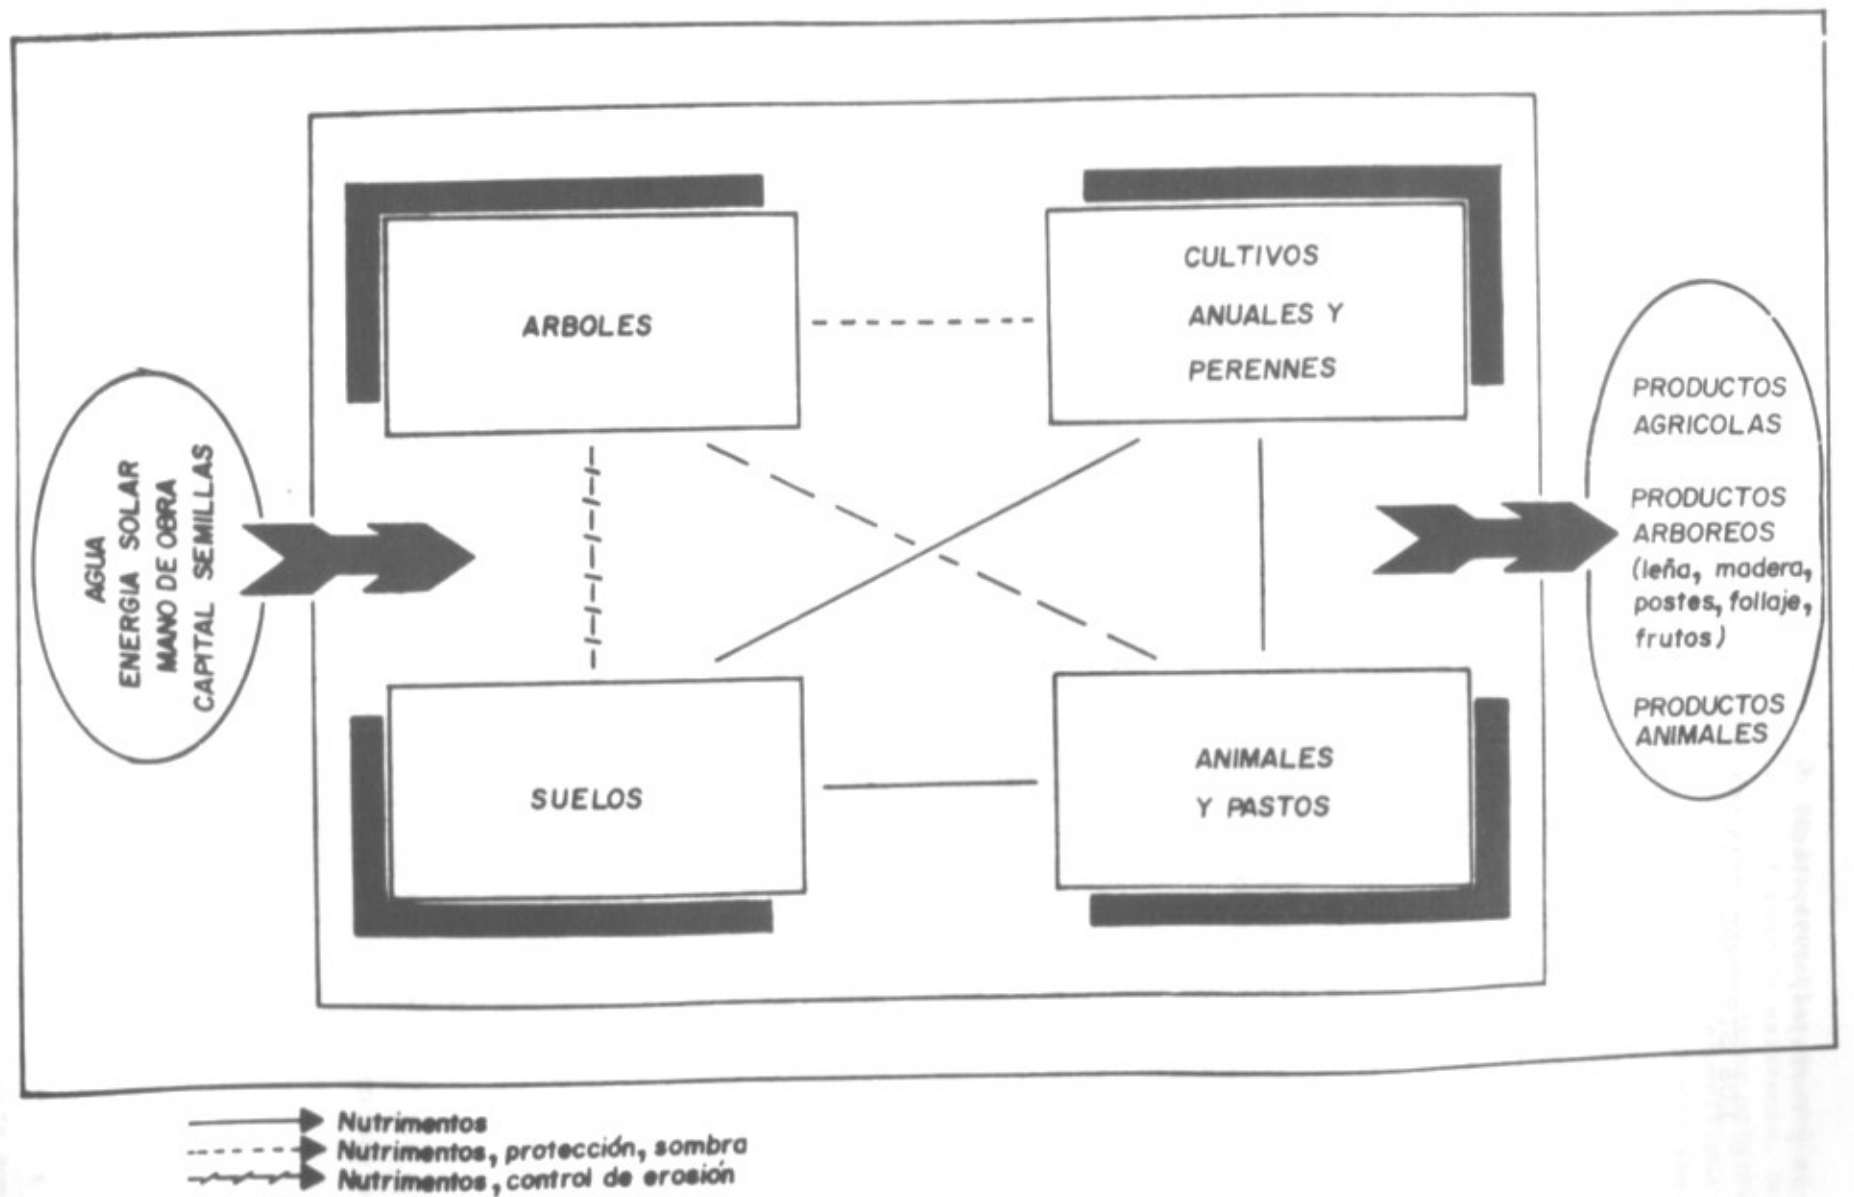 AGUA
ENERGIA SOLAR
MANO DE OBRA
CAPITAL SEMILLAS
ARBOLES
CULTIVOS
ANUALES Y
PERENNES
SUELOS
ANIMALES
Y PASTOS
PRODUCTOS
AGRICOLAS
PRODUCTOS
ARBOREOS
(leña, madera,
postes, follaje,
frutos)
PRODUCTOS
ANIMALES
Nutrimentos
Nutrimentos, protección, sombra
Nutrimentos, control de erosión